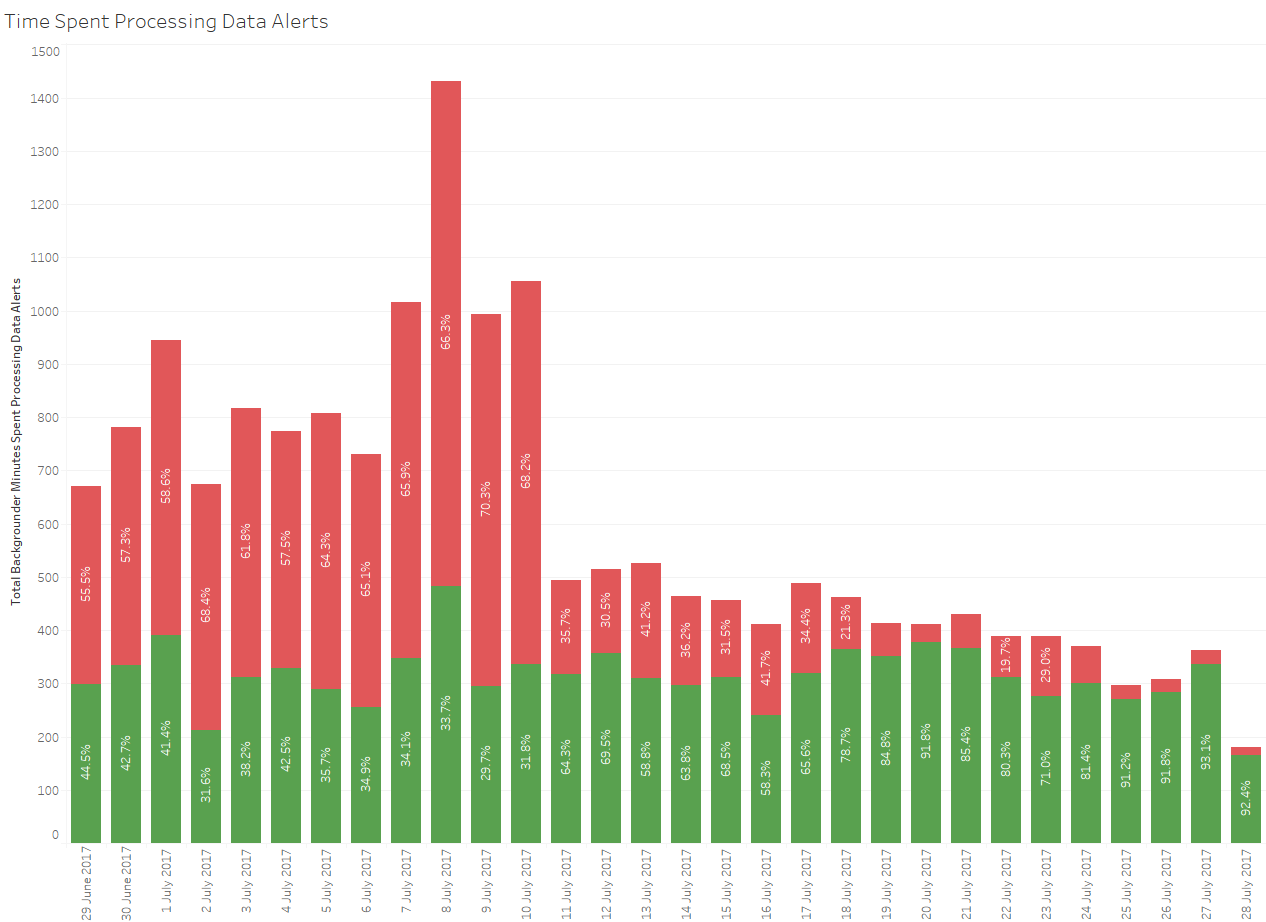 Time Spent Processing Data Alerts
Total Backgrounder Minutes Spent Processing Data Alerts
1500
1400
1300
1200
1100
1000
900
800
700
600
500
400
300
200
100
0
55.5%
44.5%
57.3%
42.7%
58.6%
41.4%
68.4%
31.6%
61.8%
38.2%
57.5%
42.5%
64.3%
35.7%
65.1%
34.9%
65.9%
34.1%
66.3%
33.7%
70.3%
29.7%
68.2%
31.8%
35.7%
64.3%
30.5%
69.5%
41.2%
58.8%
36.2%
63.8%
31.5%
68.5%
41.7%
58.3%
34.4%
65.6%
21.3%
78.7%
84.8%
91.8%
85.4%
19.7%
80.3%
29.0%
71.0%
81.4%
91.2%
91.8%
93.1%
92.4%
29 June 2017
30 June 2017
1 July 2017
2 July 2017
3 July 2017
4 July 2017
5 July 2017
6 July 2017
7 July 2017
8 July 2017
9 July 2017
10 July 2017
11 July 2017
12 July 2017
13 July 2017
14 July 2017
15 July 2017
16 July 2017
17 July 2017
18 July 2017
19 July 2017
20 July 2017
21 July 2017
22 July 2017
23 July 2017
24 July 2017
25 July 2017
26 July 2017
27 July 2017
28 July 2017